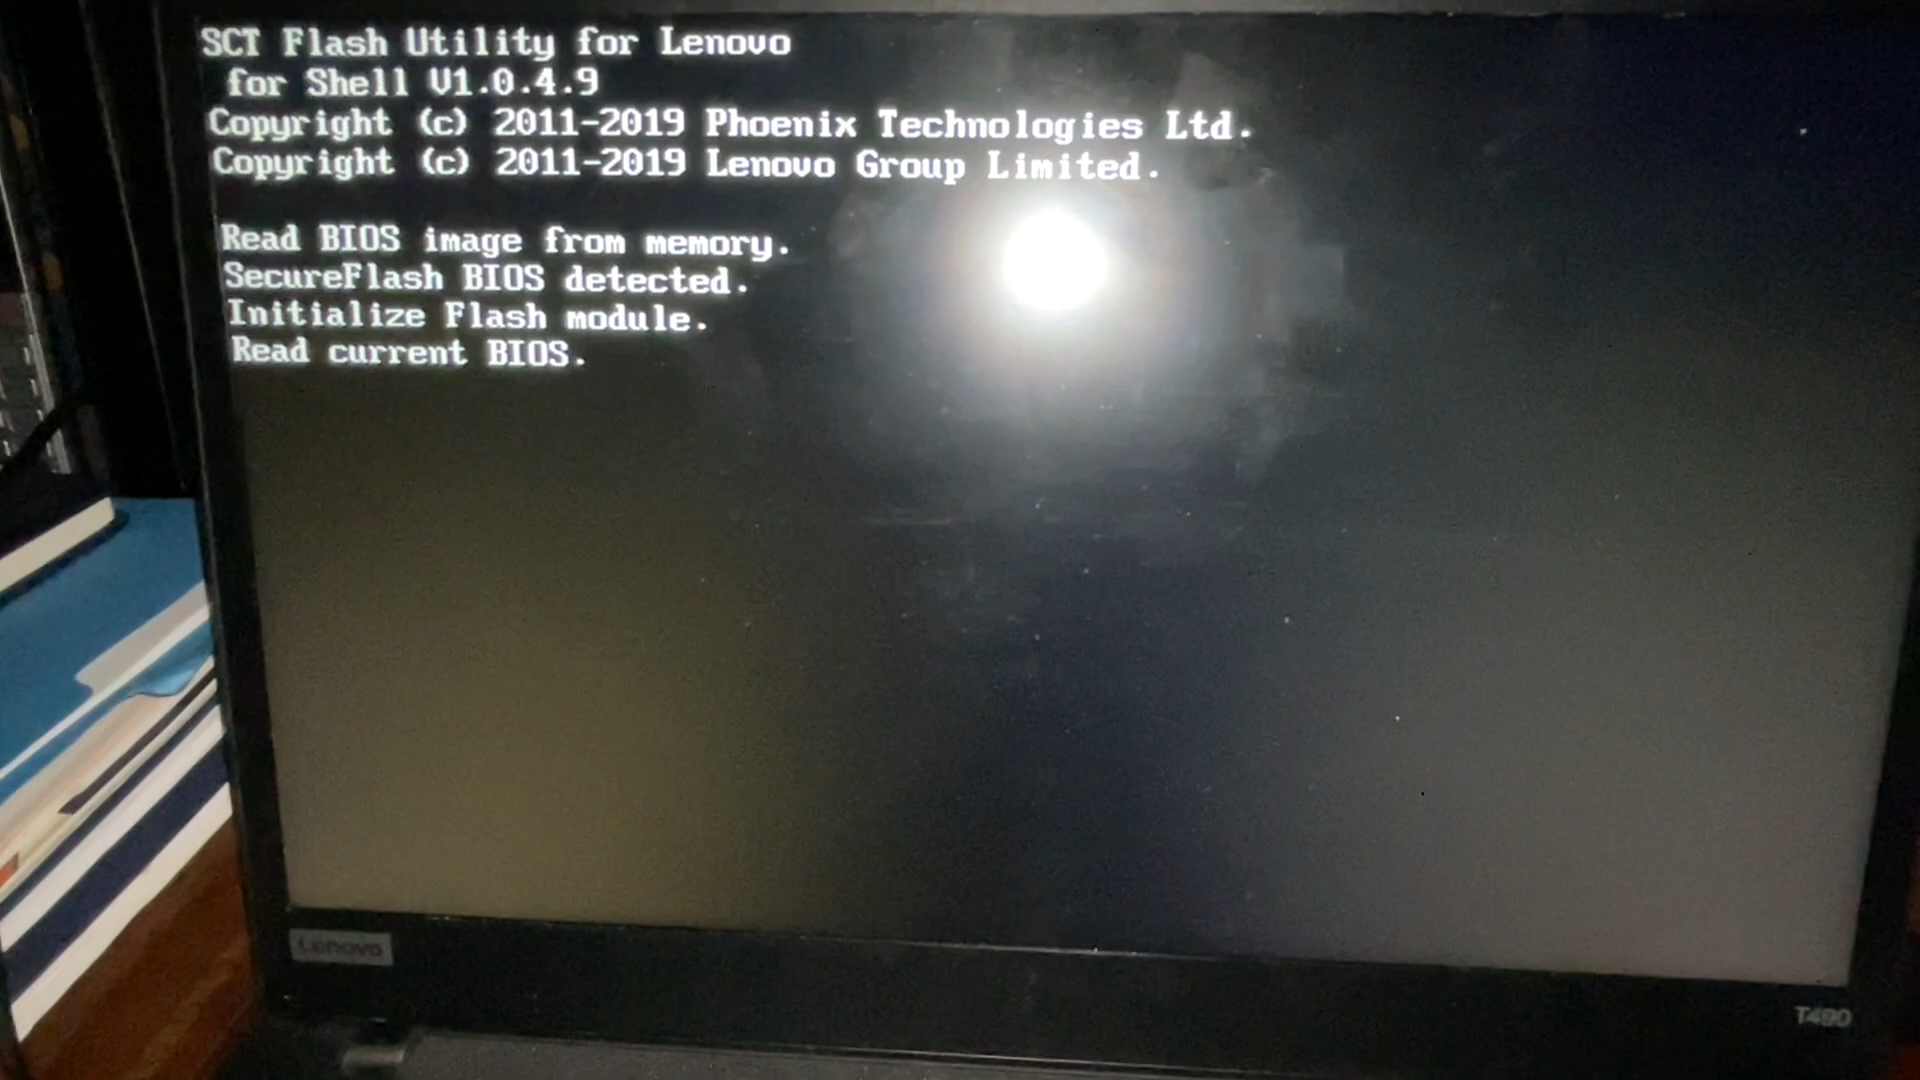 SCT Flash Utility for Lenovo
for Shell V1.0.4.9
Copyright (c) 2011-2019 Phoenix Technologies Ltd.
Copyright (c) 2011-2019 Lenovo Group Limited.
Read BIOS image from memory.
SecureFlash BIOS detected.
Initialize Flash module.
Read current BIOS.
Lenovo
T490